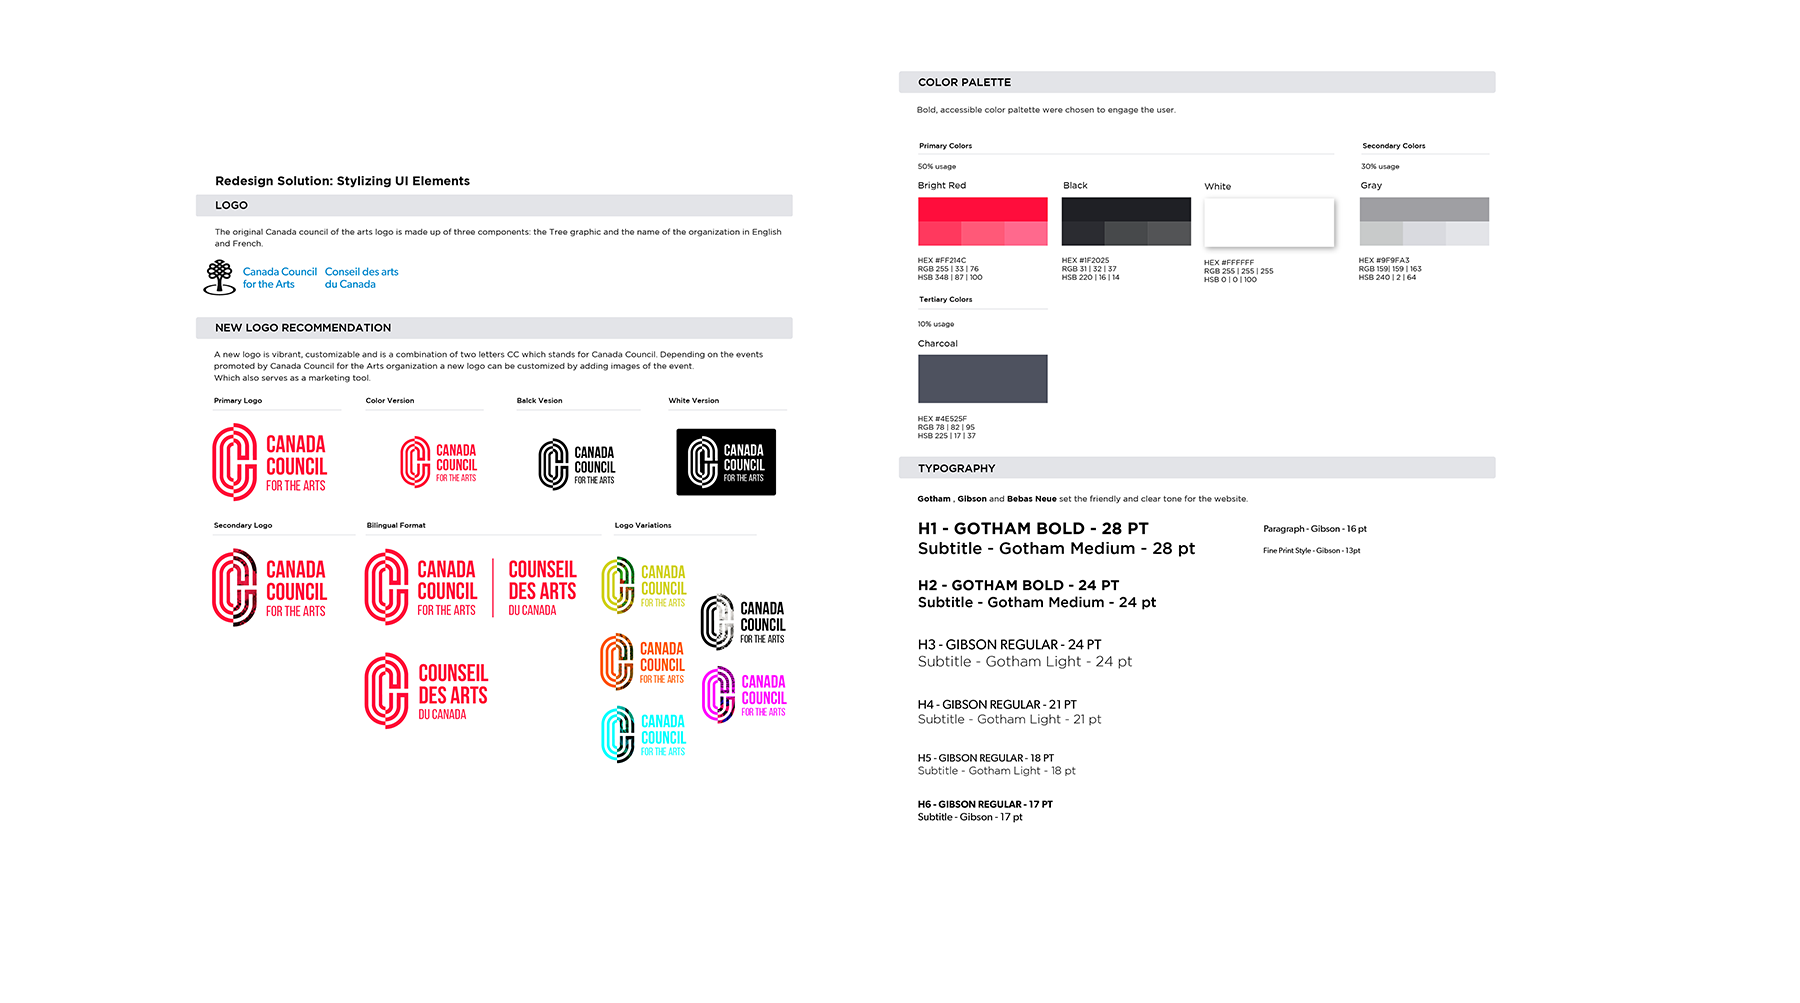 Redesign Solution: Stylizing UI Elements
LOGO
The original Canada council of the arts logo is made up of three components: the Tree graphic and the name of the organization in English
and French.
Canada Council Conseil des arts
for the Arts du Canada
NEW LOGO RECOMMENDATION
A new logo is vibrant, customizable and is a combination of two letters CC which stands for Canada Council. Depending on the events
promoted by Canada Council for the Arts organization a new logo can be customized by adding images of the event.
Which also serves as a marketing tool.
Primary Logo
CANADA
COUNCIL
FOR THE ARTS
Color Version
CANADA
COUNCIL
FOR THE ARTS
Balck Vesion
CANADA
COUNCIL
FOR THE ARTS
White Version
CANADA
COUNCIL
FOR THE ARTS
Secondary Logo
CANADA
COUNCIL
FOR THE ARTS
Bilingual Format
CANADA
COUNCIL
FOR THE ARTS
COUNSEIL
DES ARTS
DU CANADA
COUNSEIL
DES ARTS
DU CANADA
Logo Variations
CANADA
COUNCIL
FOR THE ARTS
CANADA
COUNCIL
FOR THE ARTS
CANADA
COUNCIL
FOR THE ARTS
CANADA
COUNCIL
FOR THE ARTS
CANADA
COUNCIL
FOR THE ARTS
COLOR PALETTE
Bold, accessible color paltette were chosen to engage the user.
Primary Colors
50% usage
Bright Red
HEX #FF214C
RGB 255 | 33 | 76
HSB 348 | 87 | 100
Black
HEX #1F2025
RGB 31 | 32 | 37
HSB 220 | 16 | 14
White
HEX #FFFFFF
RGB 255 | 255 | 255
HSB 0 | 0 | 100
Secondary Colors
30% usage
Gray
HEX #9F9FA3
RGB 159| 159 | 163
HSB 240 | 2 | 64
Tertiary Colors
10% usage
Charcoal
HEX #4E525F
RGB 78 | 82 | 95
HSB 225 | 17 | 37
TYPOGRAPHY
Gotham , Gibson and Bebas Neue set the friendly and clear tone for the website.
H1 - GOTHAM BOLD - 28 PT
Subtitle - Gotham Medium - 28 pt
H2 - GOTHAM BOLD - 24 PT
Subtitle - Gotham Medium - 24 pt
H3 - GIBSON REGULAR - 24 PT
Subtitle - Gotham Light - 24 pt
H4 - GIBSON REGULAR - 21 PT
Subtitle - Gotham Light - 21 pt
H5 - GIBSON REGULAR - 18 PT
Subtitle - Gotham Light - 18 pt
H6 - GIBSON REGULAR - 17 PT
Subtitle - Gibson - 17 pt
Paragraph - Gibson - 16 pt
Fine Print Style - Gibson - 13pt